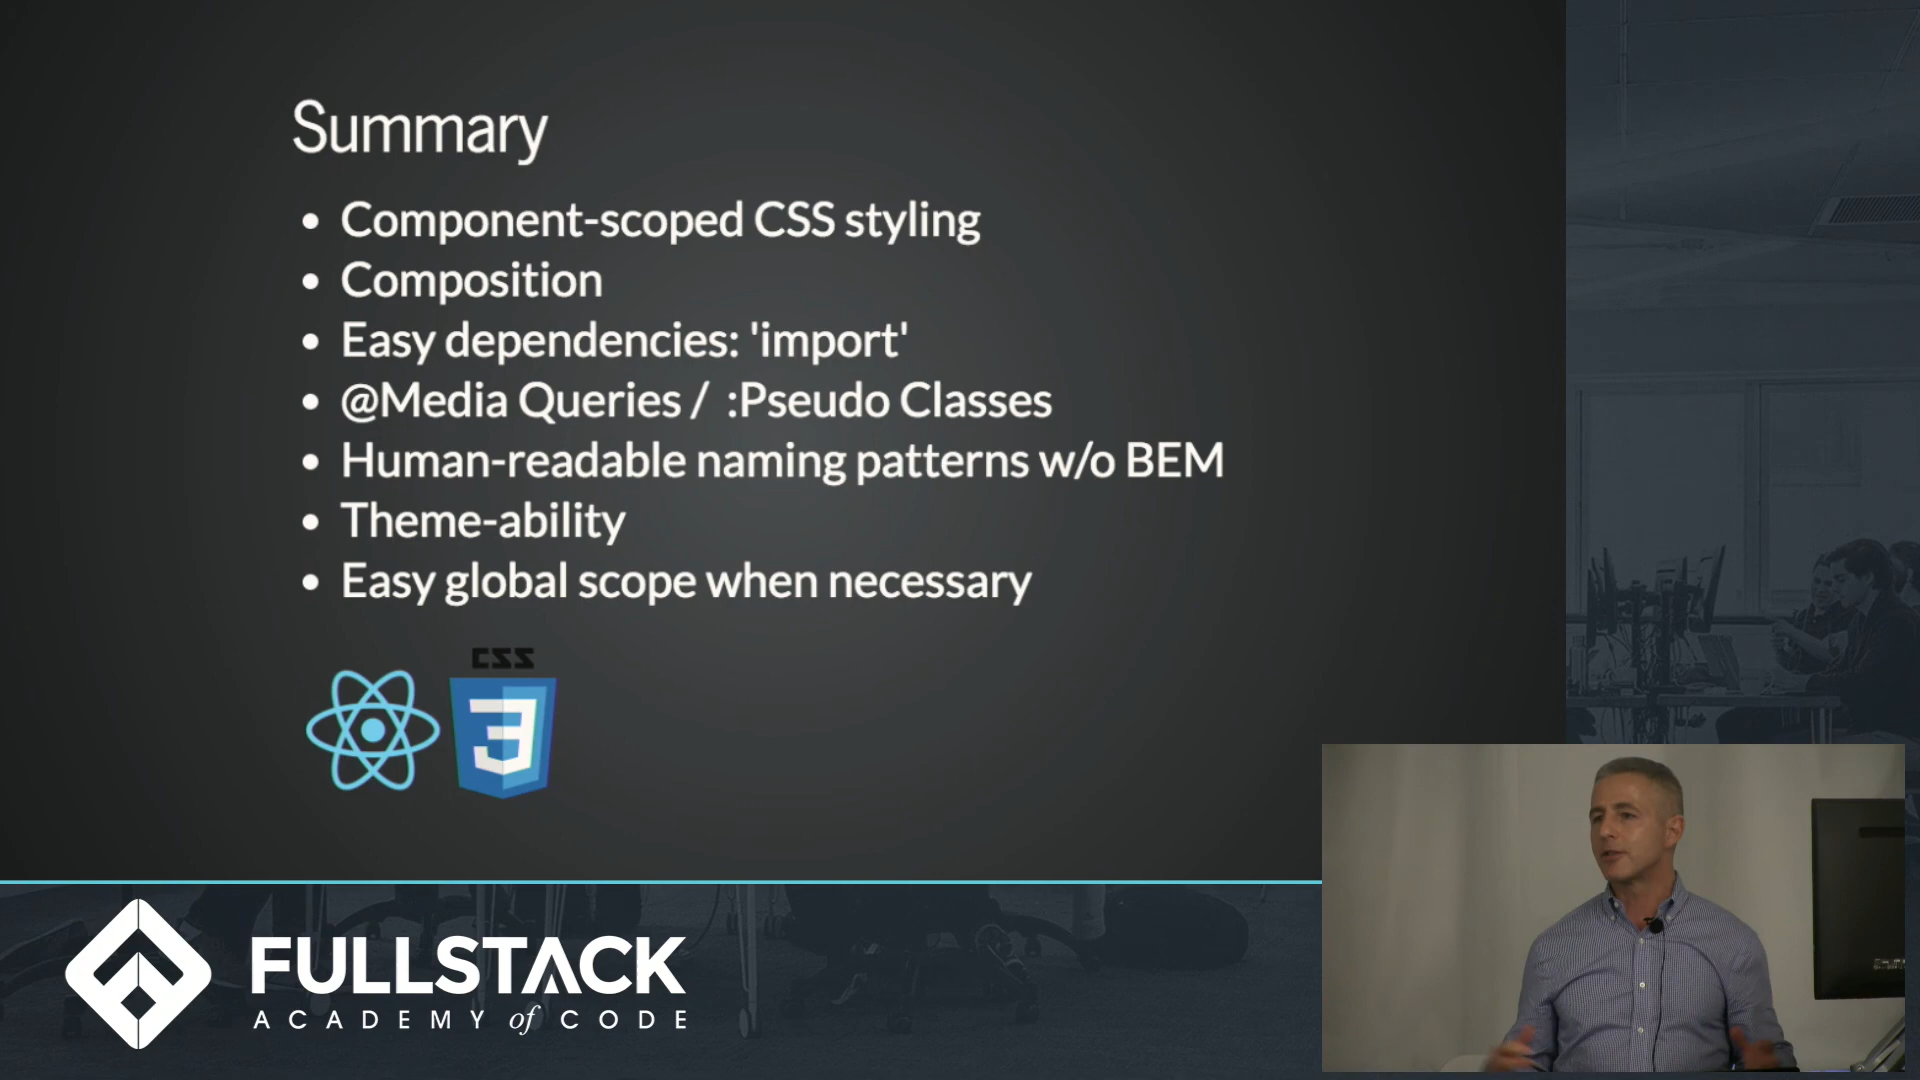 Summary
• Component-scoped CSS styling
• Composition
• Easy dependencies: 'import'
• @Media Queries / :Pseudo Classes
• Human-readable naming patterns w/o BEM
• Theme-ability
• Easy global scope when necessary
CSS
3
FULLSTACK
ACADEMY of CODE